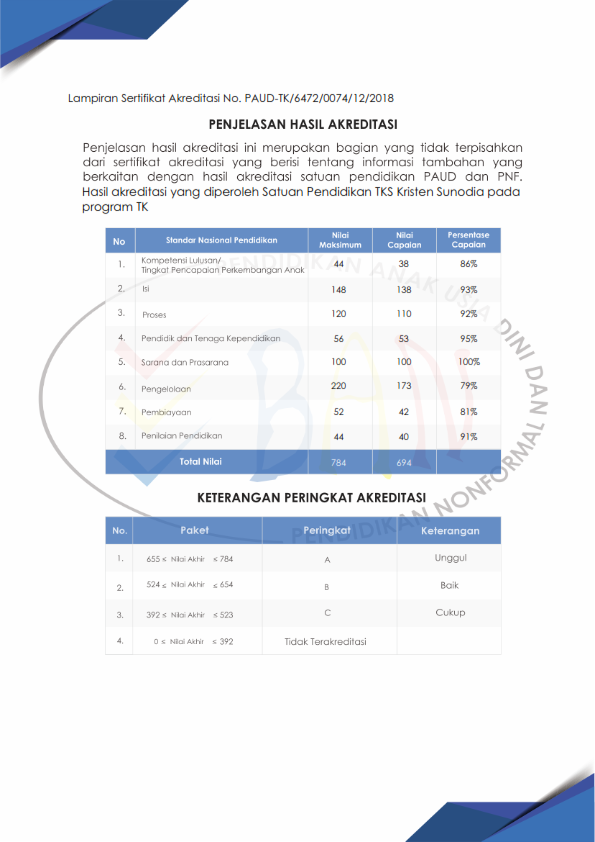 Lampiran Sertifikat Akreditasi No. PAUD-TK/6472/0074/12/2018
PENJELASAN HASIL AKREDITASI
Penjelasan hasil akreditasi ini merupakan bagian yang tidak terpisahkan
dari sertifikat akreditasi yang berisi tentang informasi tambahan yang
berkaitan dengan hasil akreditasi satuan pendidikan PAUD dan PNF.
Hasil akreditasi yang diperoleh Satuan Pendidikan TKS Kristen Sunodia pada
program TK
No Standar Nasional Pendidikan Nilai Maksimum Nilai Capaian Persentase Capaian
1. Kompetensi Lulusan/ Tingkat Pencapaian Perkembangan Anak 44 38 86%
2. Isi 148 138 93%
3. Proses 120 110 92%
4. Pendidik dan Tenaga Kependidikan 56 53 95%
5. Sarana dan Prasarana 100 100 100%
6. Pengelolaan 220 173 79%
7. Pembiayaan 52 42 81%
8. Penilaian Pendidikan 44 40 91%
Total Nilai 784 694
KETERANGAN PERINGKAT AKREDITASI
No. Paket Peringkat Keterangan
1. 655 ≤ Nilai Akhir ≤ 784 A Unggul
2. 524 ≤ Nilai Akhir ≤ 654 B Baik
3. 392 ≤ Nilai Akhir ≤ 523 C Cukup
4. 0 ≤ Nilai Akhir ≤ 392 Tidak Terakreditasi
PENDIDIKAN ANAK USIA DINI DAN
PENDIDIKAN NONFORMAL
BAN